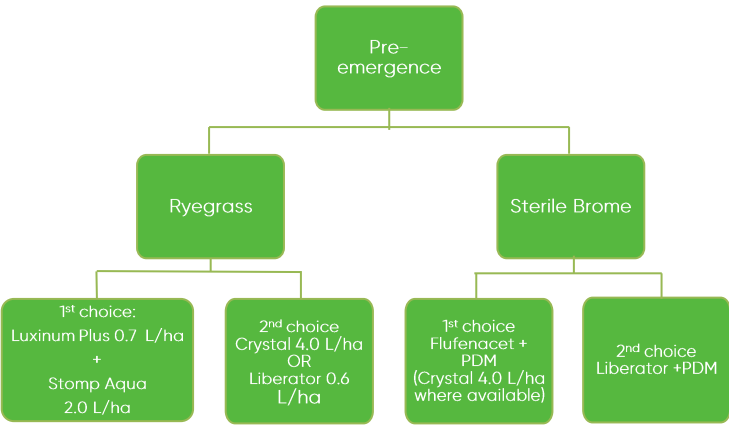 Pre-
emergence
Ryegrass
Sterile Brome
1st choice:
Luxinum Plus 0.7 L/ha
+
Stomp Aqua
2.0 L/ha
2nd choice
Crystal 4.0 L/ha
OR
Liberator 0.6
L/ha
1st choice
Flufenacet +
PDM
(Crystal 4.0 L/ha
where available)
2nd choice
Liberator +PDM